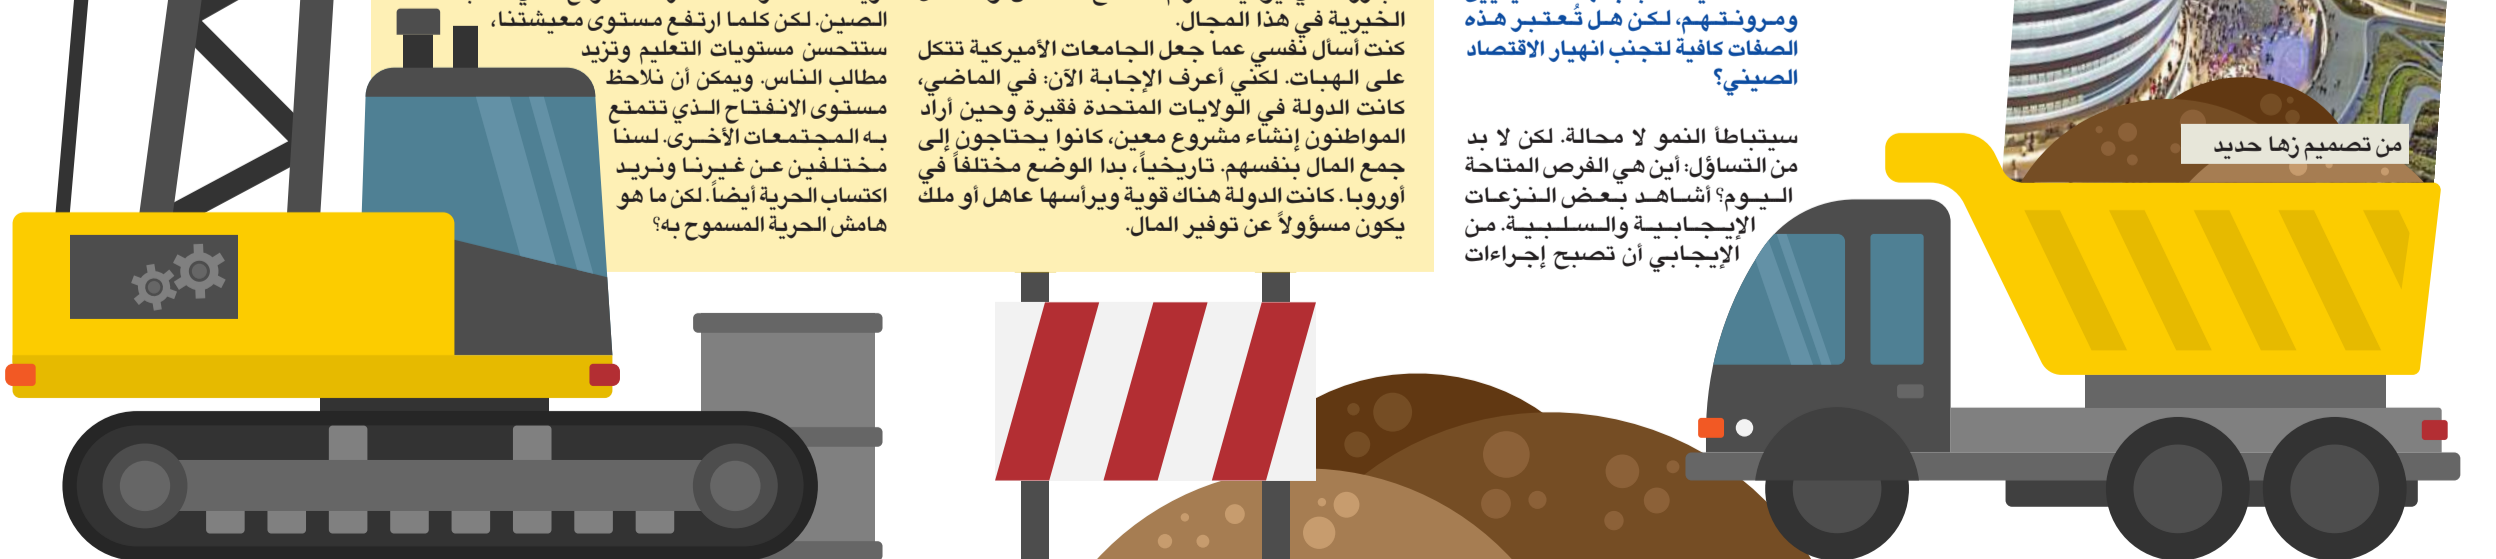 ومرونتهم، لكن هل تُعتبر هذه
الصفات كافية لتجنب انهيار الاقتصاد
الصيني؟
سيتباطأ النمو لا محالة. لكن لا بد
من التساؤل: أين هي الفرص المتاحة
اليوم؟ أشاهد بعض النزعات
الإيجابية والسلبية. من
الإيجابي أن تصبح إجراءات
من تصميم زها حديد
الخيرية في هذا المجال.
كنت أسأل نفسي عما جعل الجامعات الأميركية تتكل
على الهبات. لكني أعرف الإجابة الآن: في الماضي،
كانت الدولة في الولايات المتحدة فقيرة وحين أراد
المواطنون إنشاء مشروع معين، كانوا يحتاجون إلى
جمع المال بنفسهم. تاريخياً، بدا الوضع مختلفاً في
أوروبا. كانت الدولة هناك قوية ويرأسها عاهل أو ملك
يكون مسؤولاً عن توفير المال.
الصين. لكن كلما ارتفع مستوى معيشتنا،
ستتحسن مستويات التعليم وتزيد
مطالب الناس. ويمكن أن نلاحظ
مستوى الانفتاح الذي تتمتع
به المجتمعات الأخرى. لسنا
مختلفين عن غيرنا ونريد
اكتساب الحرية أيضاً. لكن ما هو
هامش الحرية المسموح به؟